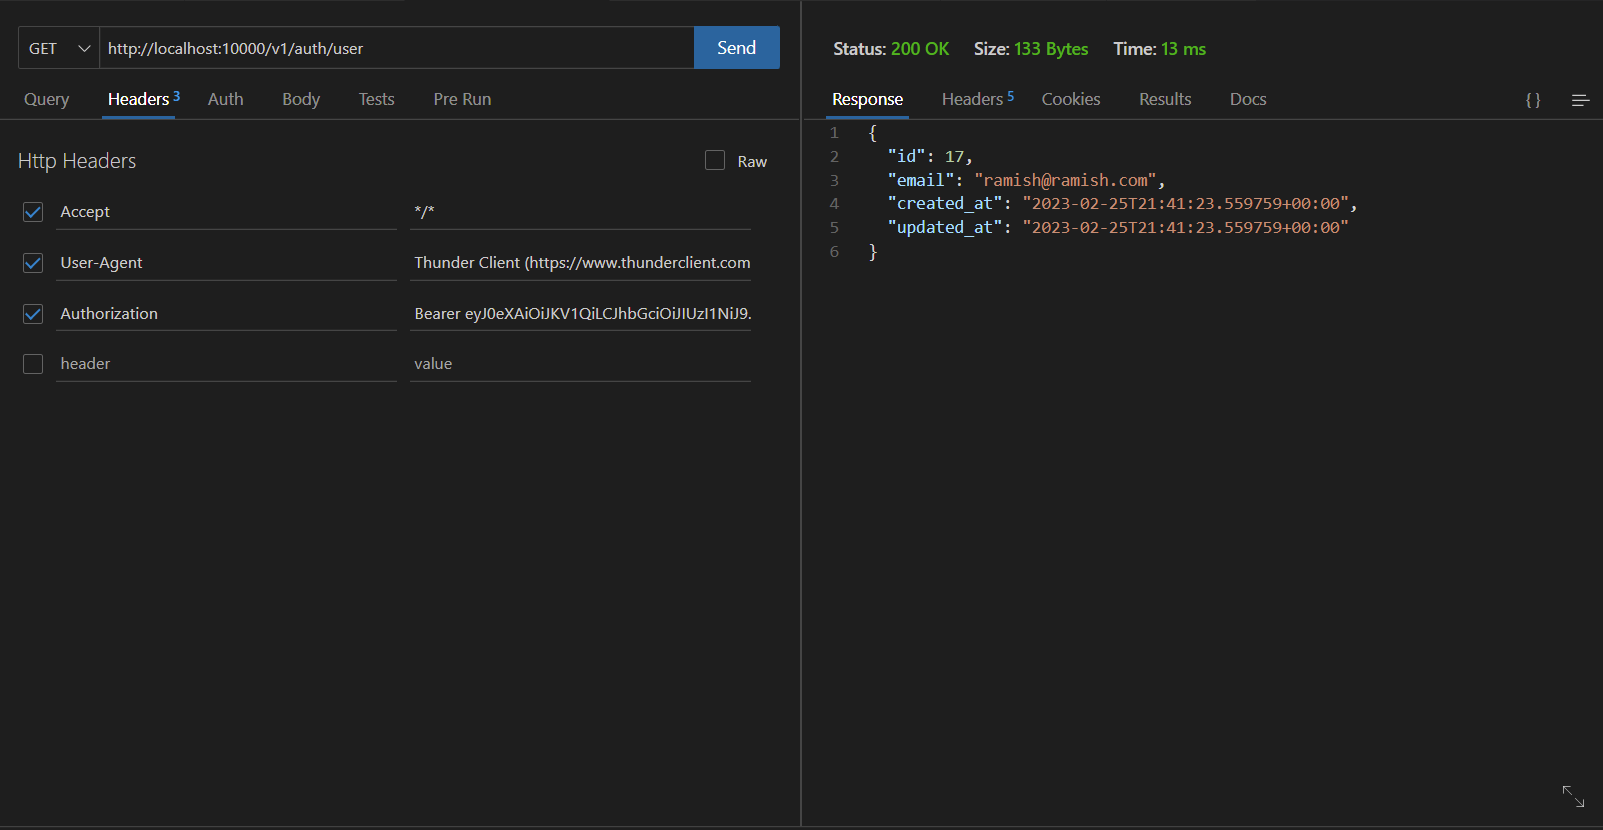 GET http://localhost:10000/v1/auth/user Send
Query Headers 3 Auth Body Tests Pre Run
Http Headers Raw
Accept */*
User-Agent Thunder Client (https://www.thunderclient.com
Authorization Bearer eyJ0eXAiOiJKV1QiLCJhbGciOiJIUzI1NiJ9.
header value
Status: 200 OK Size: 133 Bytes Time: 13 ms
Response Headers 5 Cookies Results Docs { }
1 {
2 "id": 17,
3 "email": "ramish@ramish.com",
4 "created_at": "2023-02-25T21:41:23.559759+00:00",
5 "updated_at": "2023-02-25T21:41:23.559759+00:00"
6 }